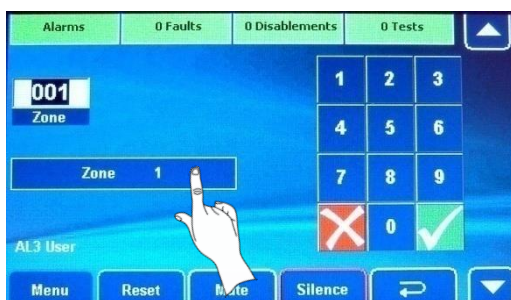 Alarms 0 Faults 0 Disablements 0 Tests
1 2 3
001
Zone
4 5 6
Zone 1
7 8 9
0
AL3 User
Menu Reset Mute Silence